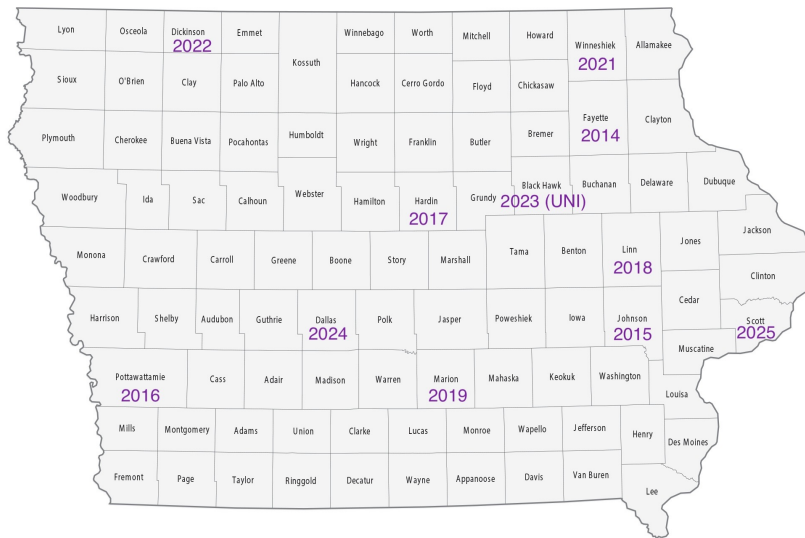 Lyon
Osceola
Dickinson
2022
Emmet
Kossuth
Winnebago
Worth
Mitchell
Howard
Winneshiek
2021
Allamakee
Sioux
O'Brien
Clay
Palo Alto
Hancock
Cerro Gordo
Floyd
Chickasaw
Fayette
2014
Clayton
Plymouth
Cherokee
Buena Vista
Pocahontas
Humboldt
Wright
Franklin
Butler
Bremer
Woodbury
Ida
Sac
Calhoun
Webster
Hamilton
Hardin
2017
Grundy
Black Hawk
2023 (UNI)
Buchanan
Delaware
Dubuque
Monona
Crawford
Carroll
Greene
Boone
Story
Marshall
Tama
Benton
Linn
2018
Jones
Jackson
Clinton
Cedar
Harrison
Shelby
Audubon
Guthrie
Dallas
2024
Polk
Jasper
Poweshiek
Iowa
Johnson
2015
Scott
2025
Muscatine
Pottawattamie
2016
Cass
Adair
Madison
Warren
Marion
2019
Mahaska
Keokuk
Washington
Louisa
Mills
Montgomery
Adams
Union
Clarke
Lucas
Monroe
Wapello
Jefferson
Henry
Des Moines
Fremont
Page
Taylor
Ringgold
Decatur
Wayne
Appanoose
Davis
Van Buren
Lee